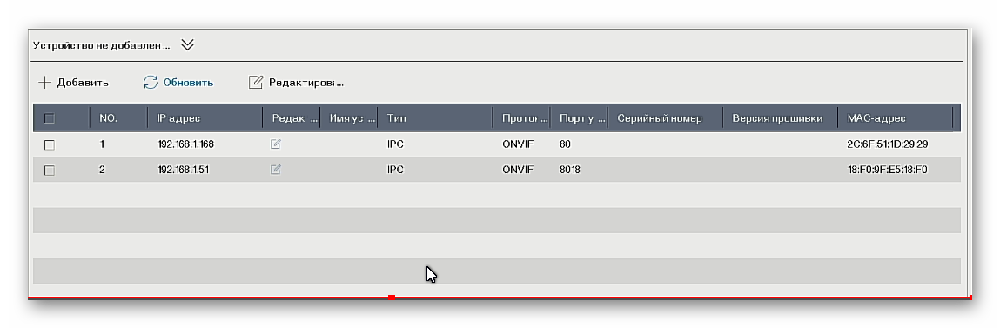 Устройство не добавлен ...
Добавить Обновить Редактирова...
NO. IP адрес Редак ... Имя ус ... Тип Проток ... Порт у ... Серийный номер Версия прошивки MAC-адрес
1 192.168.1.168 IPC ONVIF 80 2C:6F:51:1D:29:29
2 192.168.1.51 IPC ONVIF 8018 18:F0:9F:E5:18:F0